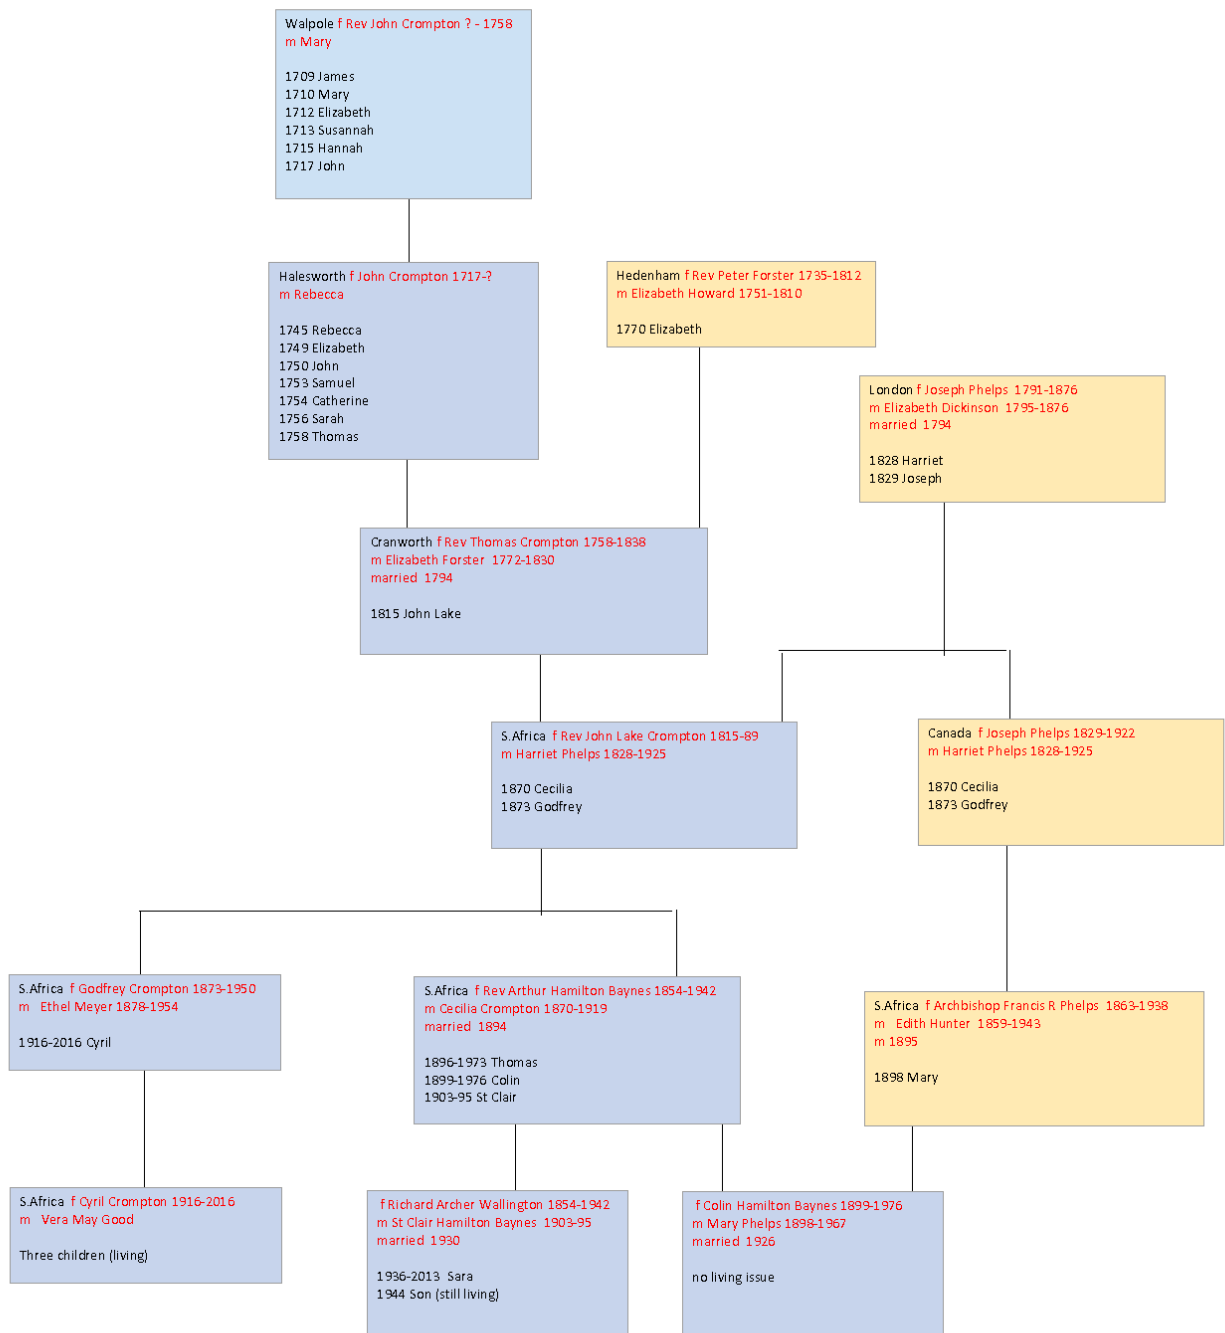 Walpole f Rev John Crompton ? - 1758
m Mary
1709 James
1710 Mary
1712 Elizabeth
1713 Susannah
1715 Hannah
1717 John
Halesworth f John Crompton 1717-?
m Rebecca
1745 Rebecca
1749 Elizabeth
1750 John
1753 Samuel
1754 Catherine
1756 Sarah
1758 Thomas
Hedenham f Rev Peter Forster 1735-1812
m Elizabeth Howard 1751-1810
1770 Elizabeth
London f Joseph Phelps 1791-1876
m Elizabeth Dickinson 1795-1876
married 1794
1828 Harriet
1829 Joseph
Cranworth f Rev Thomas Crompton 1758-1838
m Elizabeth Forster 1772-1830
married 1794
1815 John Lake
S.Africa f Rev John Lake Crompton 1815-89
m Harriet Phelps 1828-1925
1870 Cecilia
1873 Godfrey
Canada f Joseph Phelps 1829-1922
m Harriet Phelps 1828-1925
1870 Cecilia
1873 Godfrey
S.Africa f Godfrey Crompton 1873-1950
m Ethel Meyer 1878-1954
1916-2016 Cyril
S.Africa f Rev Arthur Hamilton Baynes 1854-1942
m Cecilia Crompton 1870-1919
married 1894
1896-1973 Thomas
1899-1976 Colin
1903-95 St Clair
S.Africa f Archbishop Francis R Phelps 1863-1938
m Edith Hunter 1859-1943
m 1895
1898 Mary
S.Africa f Cyril Crompton 1916-2016
m Vera May Good
Three children (living)
f Richard Archer Wallington 1854-1942
m St Clair Hamilton Baynes 1903-95
married 1930
1936-2013 Sara
1944 Son (still living)
f Colin Hamilton Baynes 1899-1976
m Mary Phelps 1898-1967
married 1926
no living issue